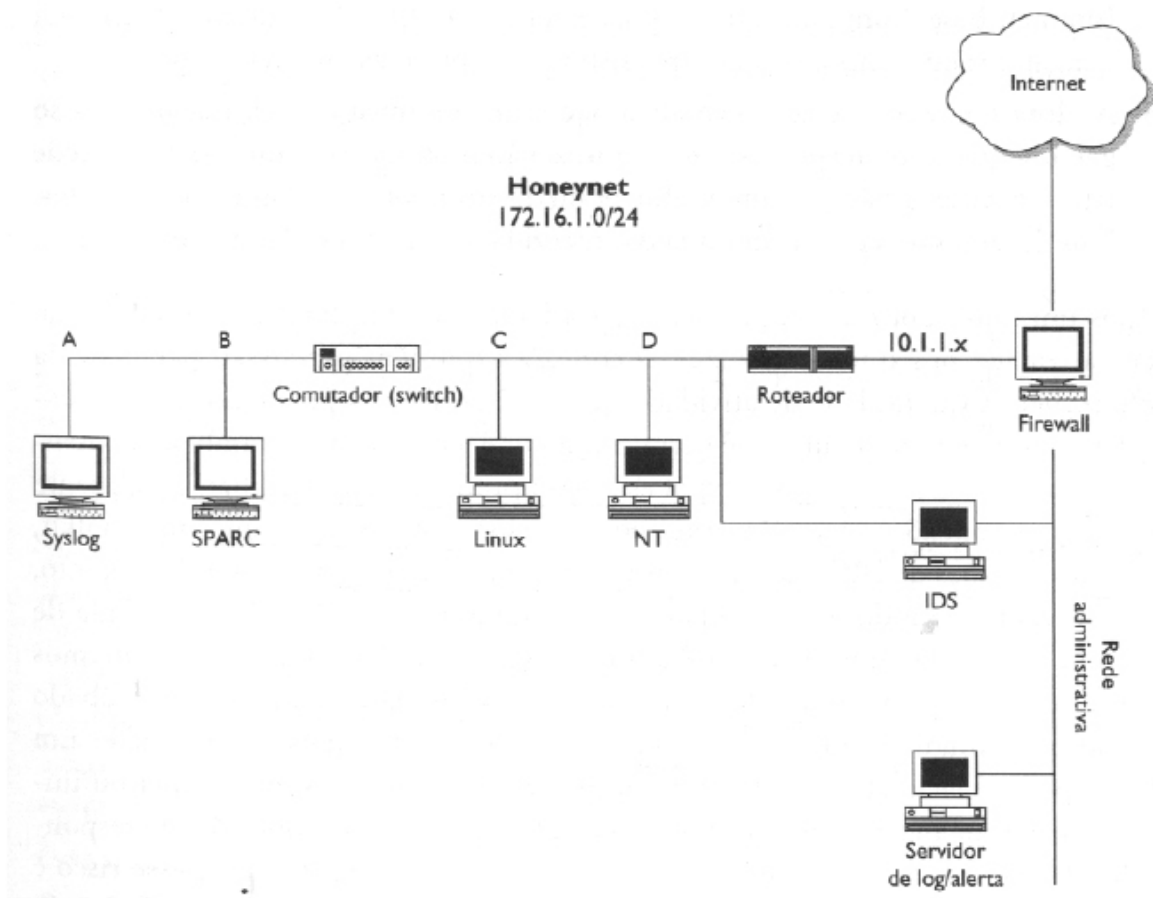 Internet
Honeynet
172.16.1.0/24
A
B
C
D
10.1.1.x
Comutador (switch)
Roteador
Firewall
Syslog
SPARC
Linux
NT
IDS
Rede
administrativa
Servidor
de log/alerta